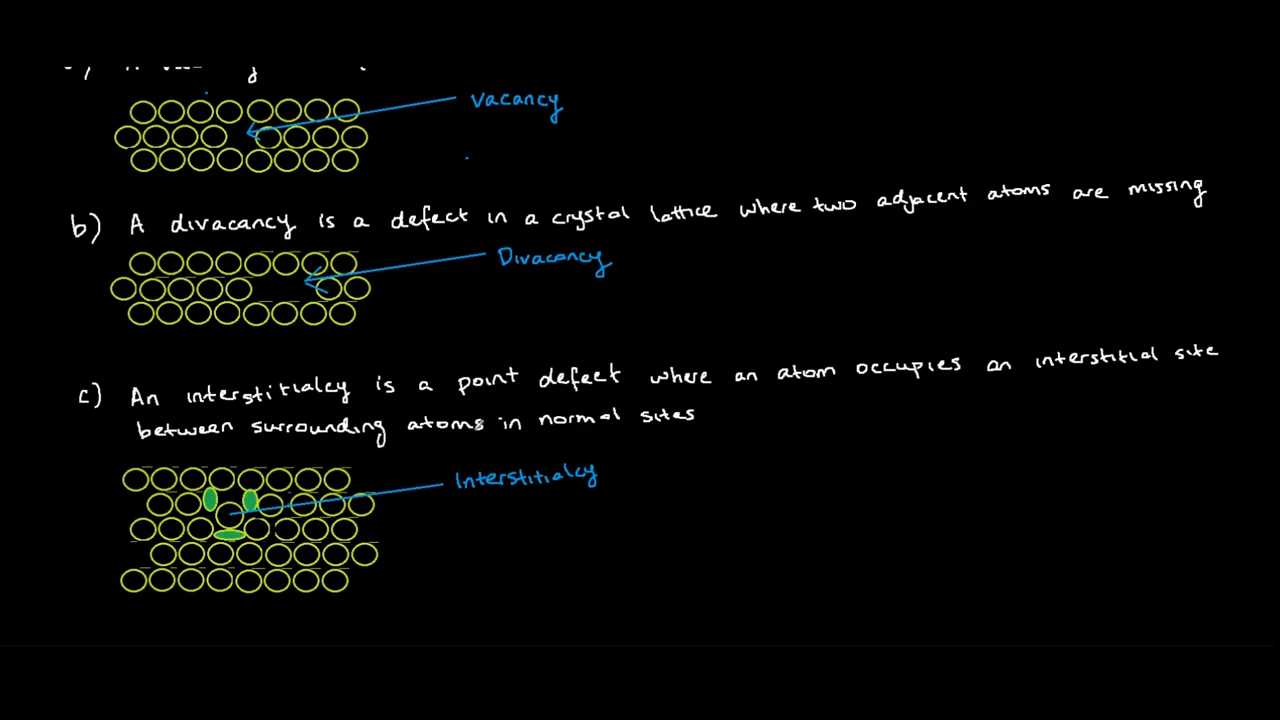 Vacancy
b) A divacancy is a defect in a crystal lattice where two adjacent atoms are missing
Divacancy
c) An interstitialcy is a point defect where an atom occupies an interstitial site
between surrounding atoms in normal sites
Interstitialcy